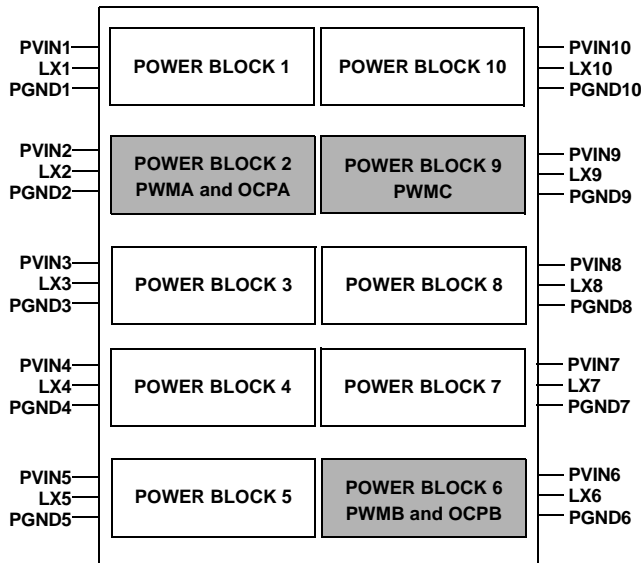 PVIN1
LX1
PGND1
POWER BLOCK 1
POWER BLOCK 10
PVIN10
LX10
PGND10
PVIN2
LX2
PGND2
POWER BLOCK 2
PWMA and OCPA
POWER BLOCK 9
PWMC
PVIN9
LX9
PGND9
PVIN3
LX3
PGND3
POWER BLOCK 3
POWER BLOCK 8
PVIN8
LX8
PGND8
PVIN4
LX4
PGND4
POWER BLOCK 4
POWER BLOCK 7
PVIN7
LX7
PGND7
PVIN5
LX5
PGND5
POWER BLOCK 5
POWER BLOCK 6
PWMB and OCPB
PVIN6
LX6
PGND6